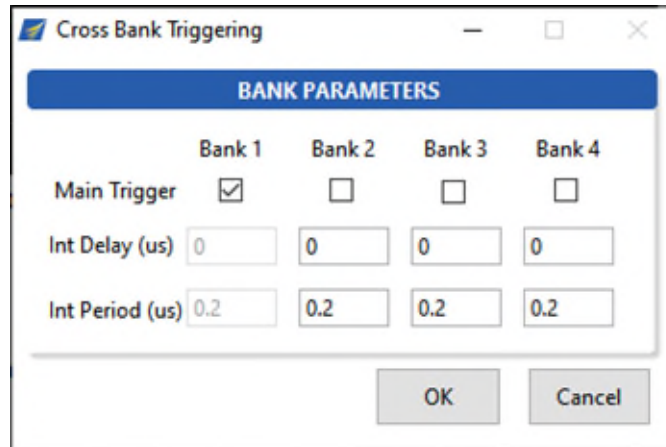 Cross Bank Triggering
BANK PARAMETERS
Bank 1 Bank 2 Bank 3 Bank 4
Main Trigger
Int Delay (us) 0 0 0 0
Int Period (us) 0.2 0.2 0.2 0.2
OK Cancel